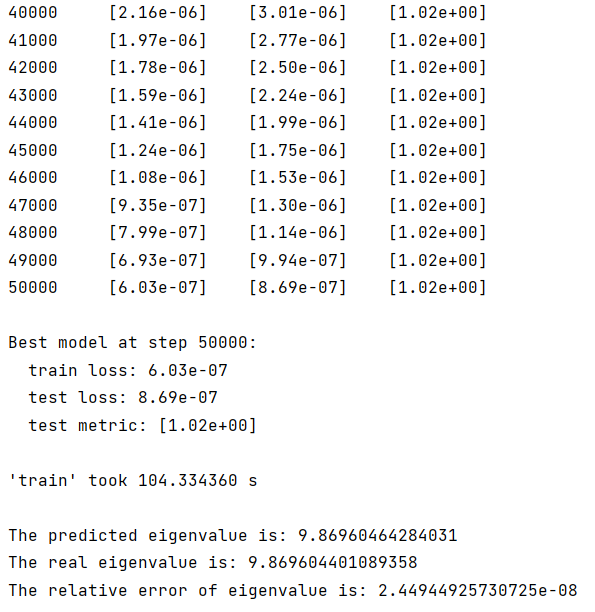 40000     [2.16e-06]    [3.01e-06]    [1.02e+00]
41000     [1.97e-06]    [2.77e-06]    [1.02e+00]
42000     [1.78e-06]    [2.50e-06]    [1.02e+00]
43000     [1.59e-06]    [2.24e-06]    [1.02e+00]
44000     [1.41e-06]    [1.99e-06]    [1.02e+00]
45000     [1.24e-06]    [1.75e-06]    [1.02e+00]
46000     [1.08e-06]    [1.53e-06]    [1.02e+00]
47000     [9.35e-07]    [1.30e-06]    [1.02e+00]
48000     [7.99e-07]    [1.14e-06]    [1.02e+00]
49000     [6.93e-07]    [9.94e-07]    [1.02e+00]
50000     [6.03e-07]    [8.69e-07]    [1.02e+00]
Best model at step 50000:
  train loss: 6.03e-07
  test loss: 8.69e-07
  test metric: [1.02e+00]
'train' took 104.334360 s
The predicted eigenvalue is: 9.86960464284031
The real eigenvalue is: 9.869604401089358
The relative error of eigenvalue is: 2.44944925730725e-08